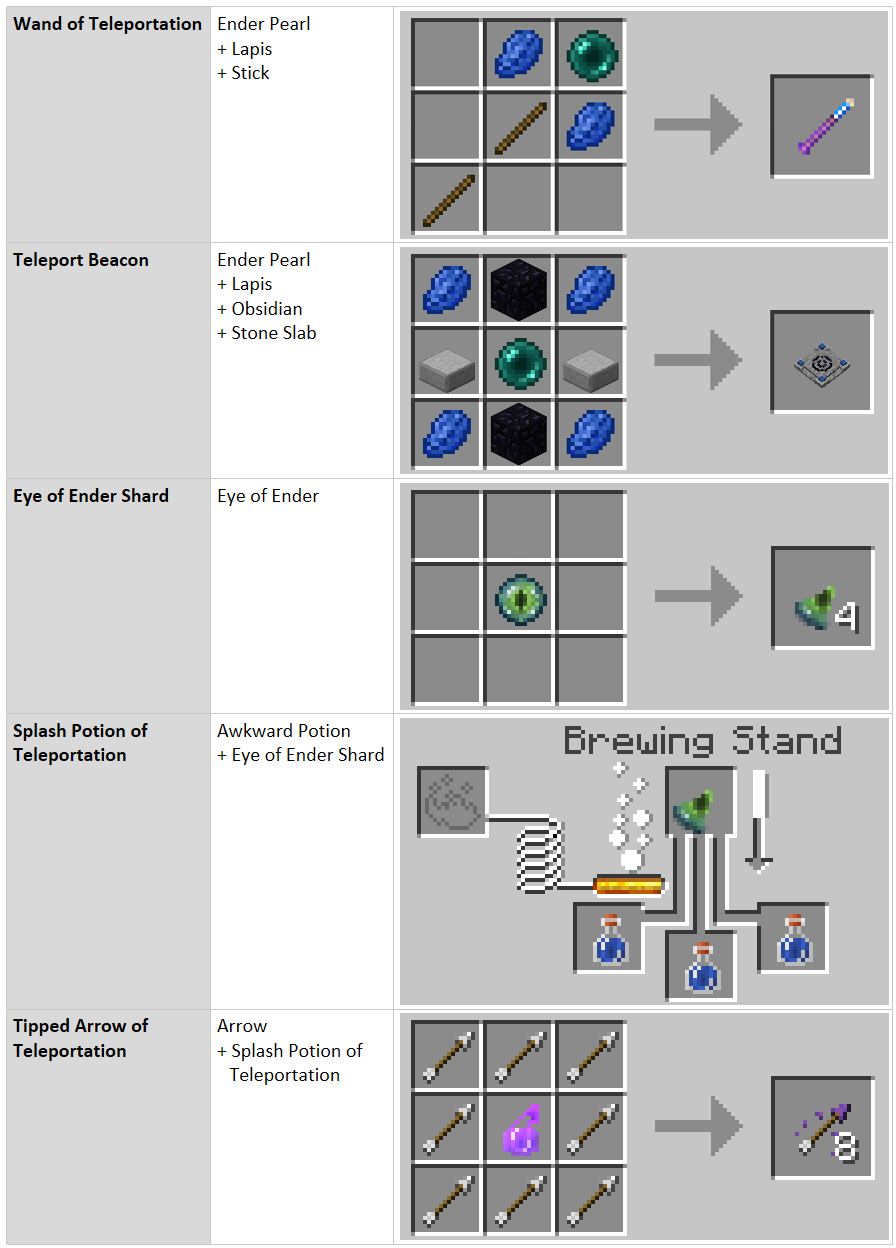 Wand of Teleportation
Ender Pearl
+ Lapis
+ Stick
Teleport Beacon
Ender Pearl
+ Lapis
+ Obsidian
+ Stone Slab
Eye of Ender Shard
Eye of Ender
4
Splash Potion of
Teleportation
Awkward Potion
+ Eye of Ender Shard
Brewing Stand
Tipped Arrow of
Teleportation
Arrow
+ Splash Potion of
Teleportation
8